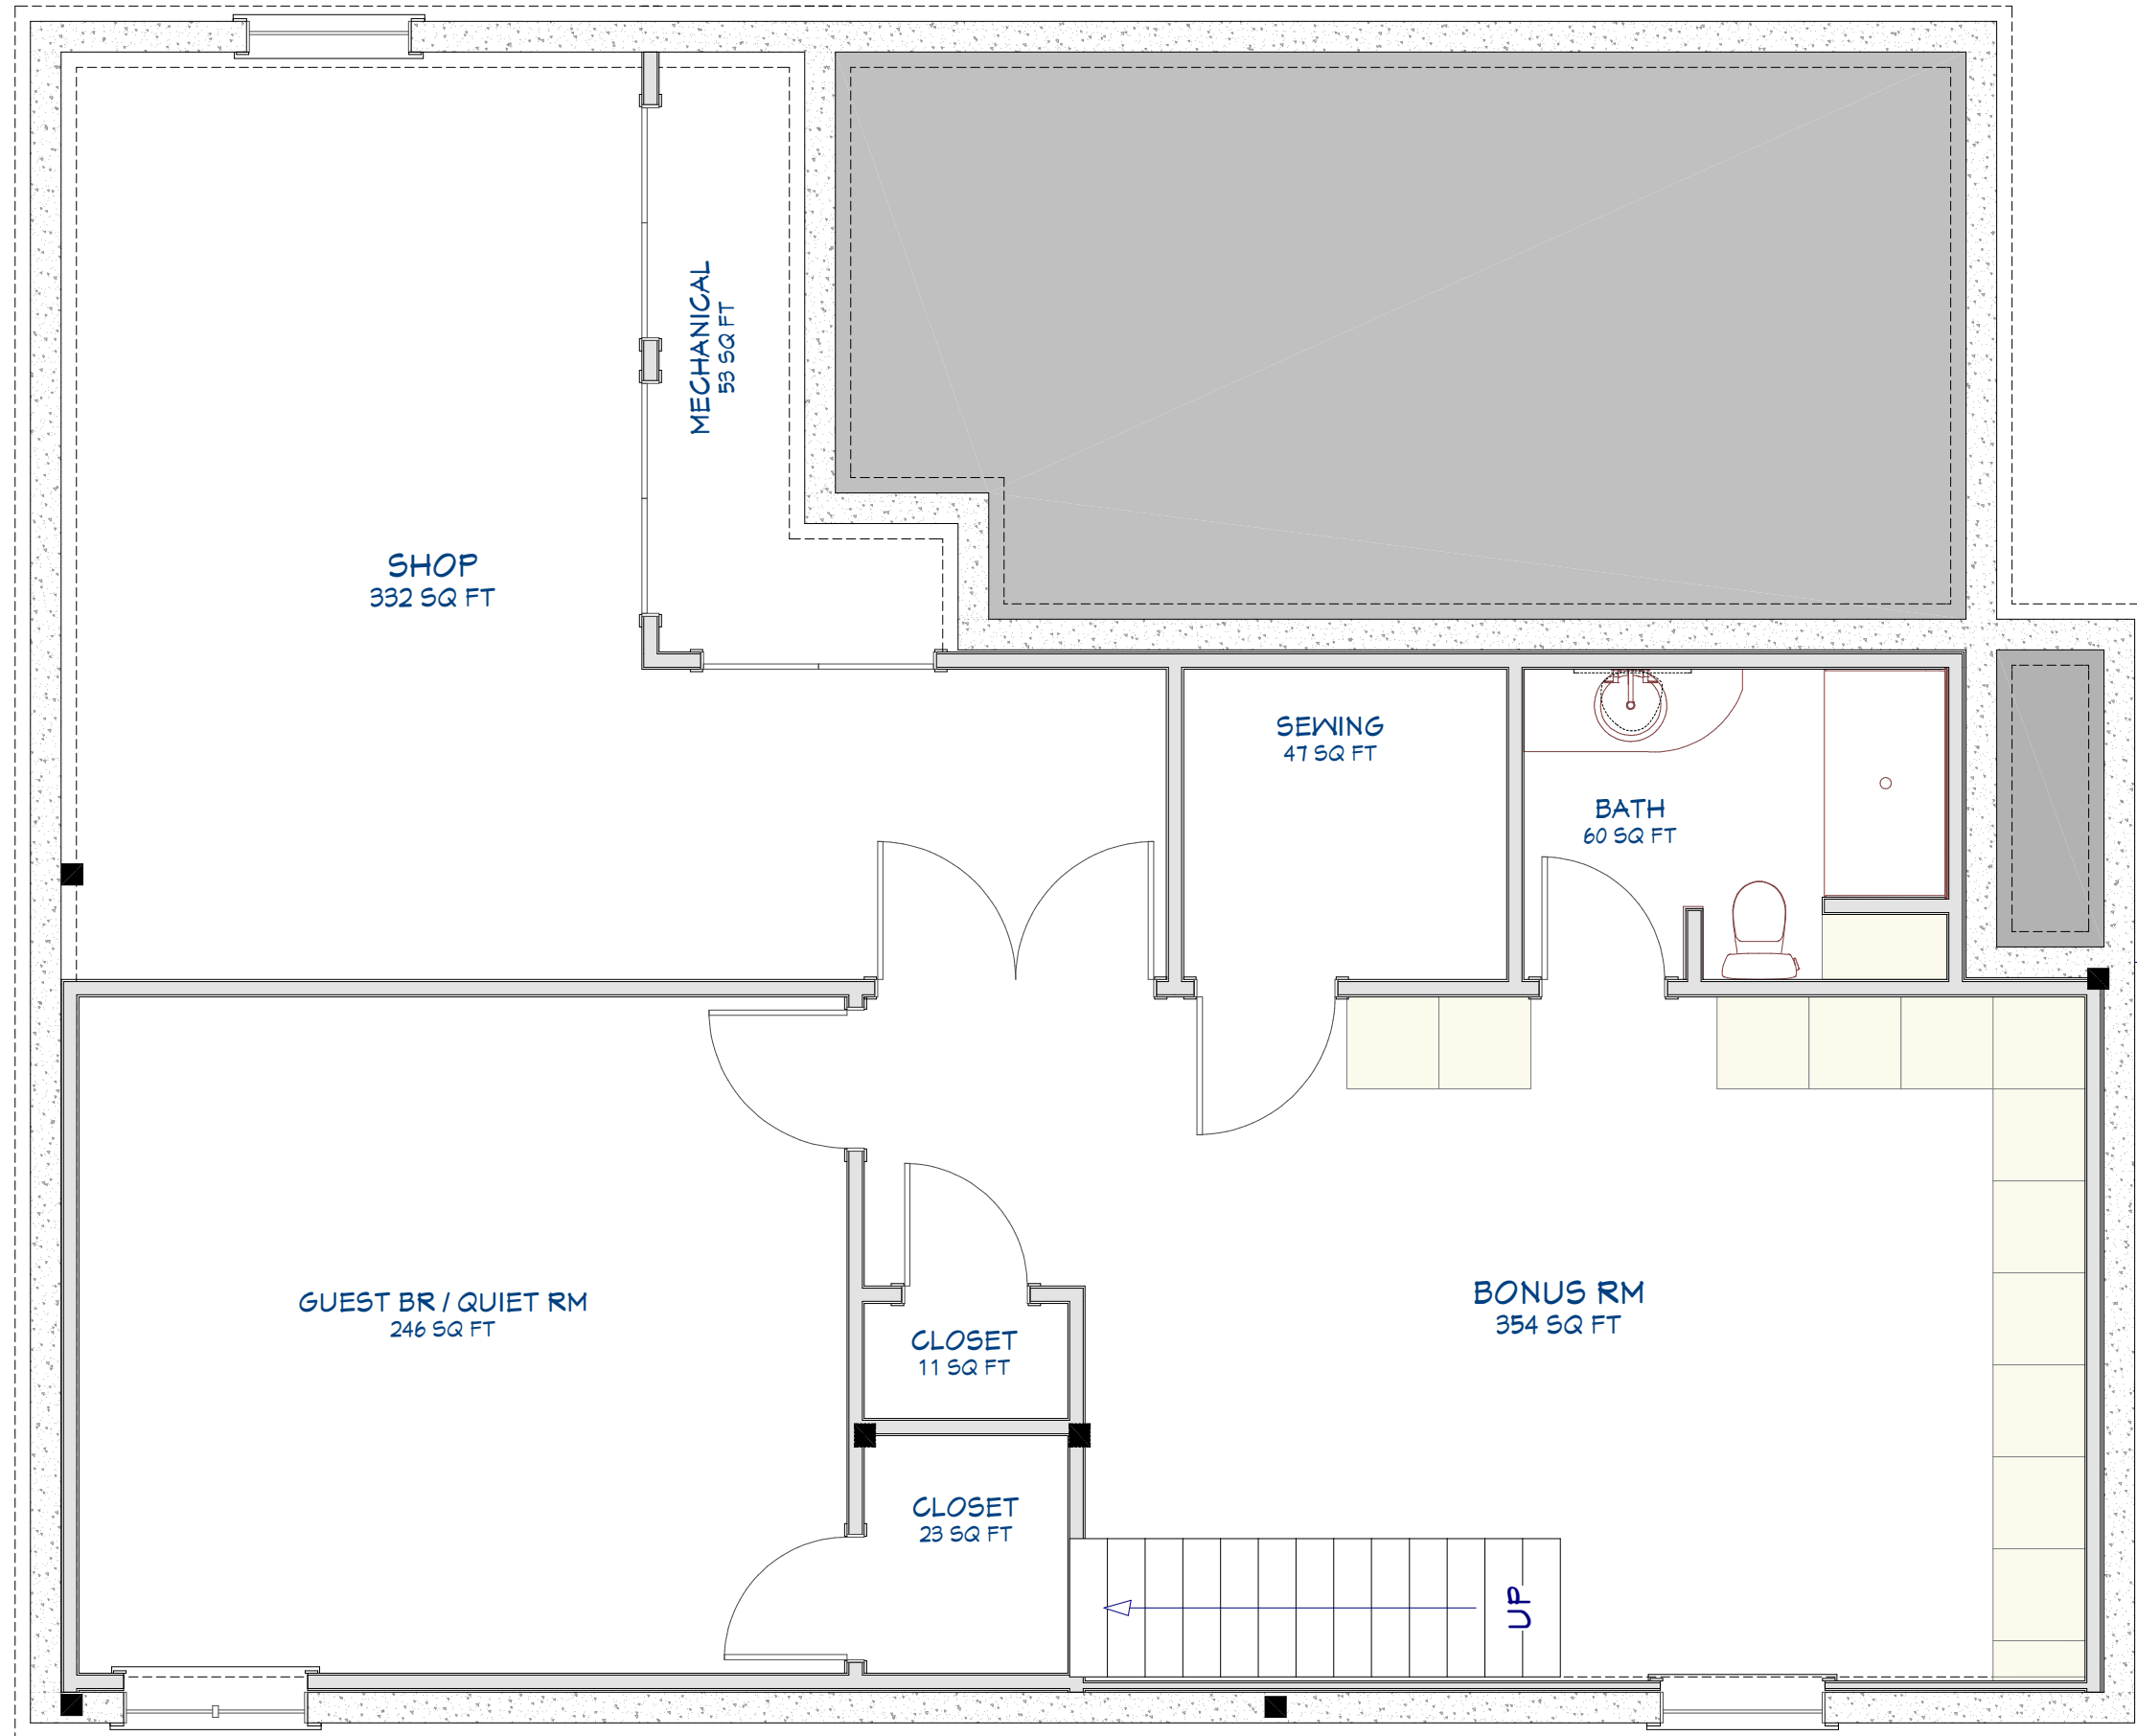 MECHANICAL
53 SQ FT
SHOP
332 SQ FT
SEWING
47 SQ FT
BATH
60 SQ FT
GUEST BR / QUIET RM
246 SQ FT
CLOSET
11 SQ FT
BONUS RM
354 SQ FT
CLOSET
23 SQ FT
UP